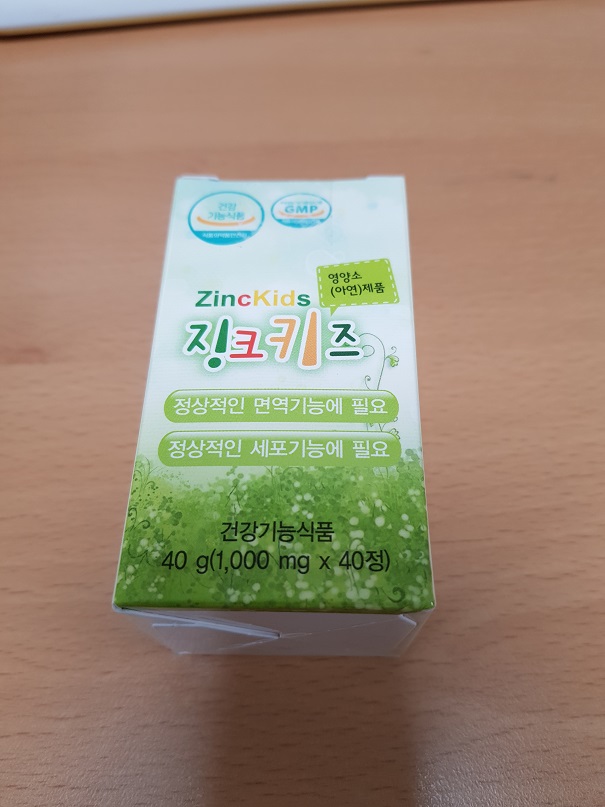 건강
기능식품
GMP
영양소
(아연)제품
ZincKids
징크키즈
정상적인 면역기능에 필요
정상적인 세포기능에 필요
건강기능식품
40 g(1,000 mg x 40정)